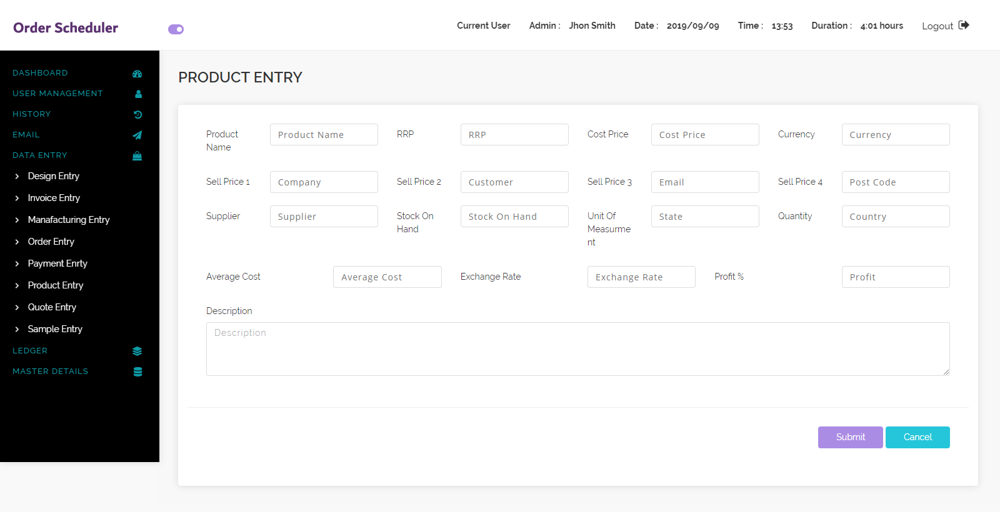 Order Scheduler
Current User Admin : Jhon Smith Date : 2019/09/09 Time : 13:53 Duration : 4:01 hours Logout
DASHBOARD
USER MANAGEMENT
HISTORY
EMAIL
DATA ENTRY
Design Entry
Invoice Entry
Manafacturing Entry
Order Entry
Payment Enrty
Product Entry
Quote Entry
Sample Entry
LEDGER
MASTER DETAILS
PRODUCT ENTRY
Product
Name
Product Name
RRP
RRP
Cost Price
Cost Price
Currency
Currency
Sell Price 1
Company
Sell Price 2
Customer
Sell Price 3
Email
Sell Price 4
Post Code
Supplier
Supplier
Stock On
Hand
Stock On Hand
Unit Of
Measurme
nt
State
Quantity
Country
Average Cost
Average Cost
Exchange Rate
Exchange Rate
Profit %
Profit
Description
Description
Submit
Cancel